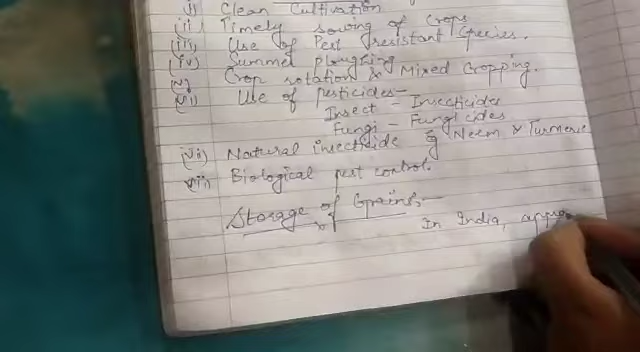 i) Clean Cultivation
(ii) Timely sowing of Crops.
(iii) Use of Pest resistant Species.
(iv) Summer ploughing
(v) Crop rotation & Mixed Cropping.
(vi) Use of pesticides-
Insect - Insecticides
Fungi - Fungicides
(vii) Natural insecticide Eg Neem & Turmeric
viii) Biological pest control.
Storage of Grains:-
In India,